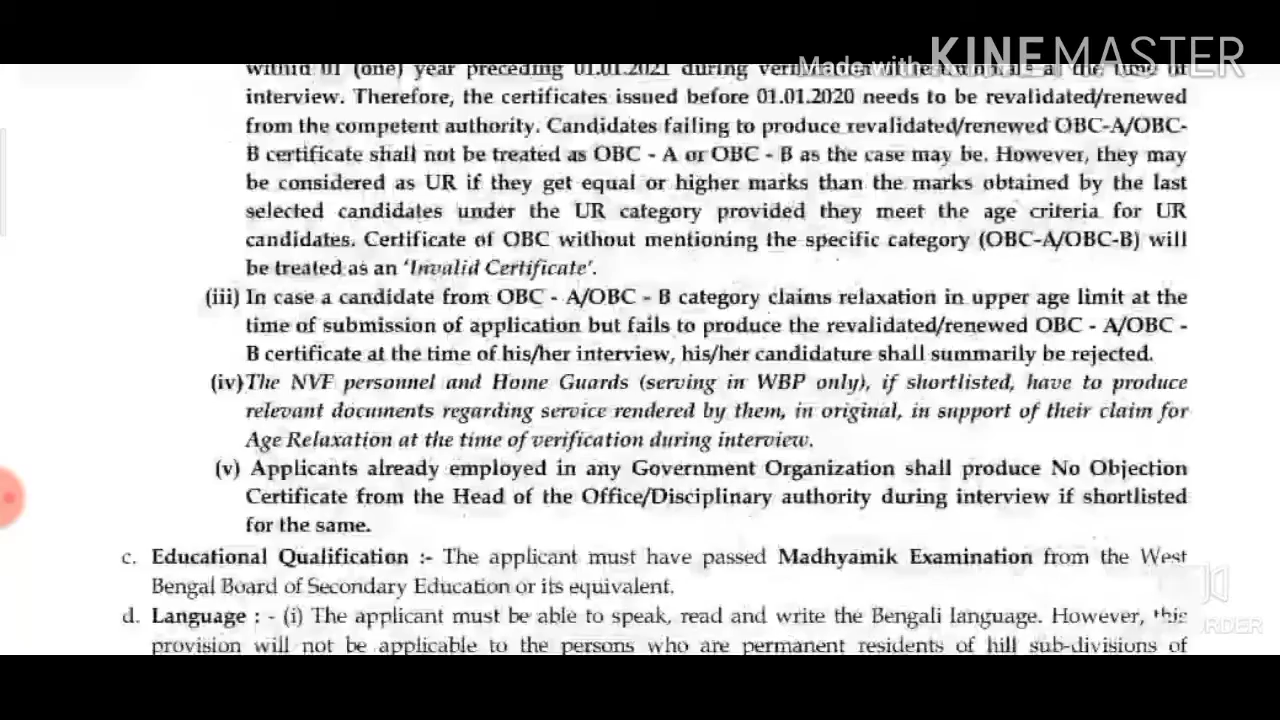 Made with KINEMASTER
within 01 (one) year preceding 01.01.2021 during
interview. Therefore, the certificates issued before 01.01.2020 needs to be revalidated/renewed
from the competent authority. Candidates failing to produce revalidated/renewed OBC-A/OBC-
B certificate shall not be treated as OBC - A or OBC - B as the case may be. However, they may
be considered as UR if they get equal or higher marks than the marks obtained by the last
selected candidates under the UR category provided they meet the age criteria for UR
candidates. Certificate of OBC without mentioning the specific category (OBC-A/OBC-B) will
be treated as an 'Invalid Certificate'.
(iii) In case a candidate from OBC - A/OBC - B category claims relaxation in upper age limit at the
time of submission of application but fails to produce the revalidated/renewed OBC - A/OBC -
B certificate at the time of his/her interview, his/her candidature shall summarily be rejected.
(iv) The NVF personnel and Home Guards (serving in WBP only), if shortlisted, have to produce
relevant documents regarding service rendered by them, in original, in support of their claim for
Age Relaxation at the time of verification during interview.
(v) Applicants already employed in any Government Organization shall produce No Objection
Certificate from the Head of the Office/Disciplinary authority during interview if shortlisted
for the same.
c. Educational Qualification :- The applicant must have passed Madhyamik Examination from the West
Bengal Board of Secondary Education or its equivalent.
d. Language : - (i) The applicant must be able to speak, read and write the Bengali language. However, this
provision will not be applicable to the persons who are permanent residents of hill sub-divisions of